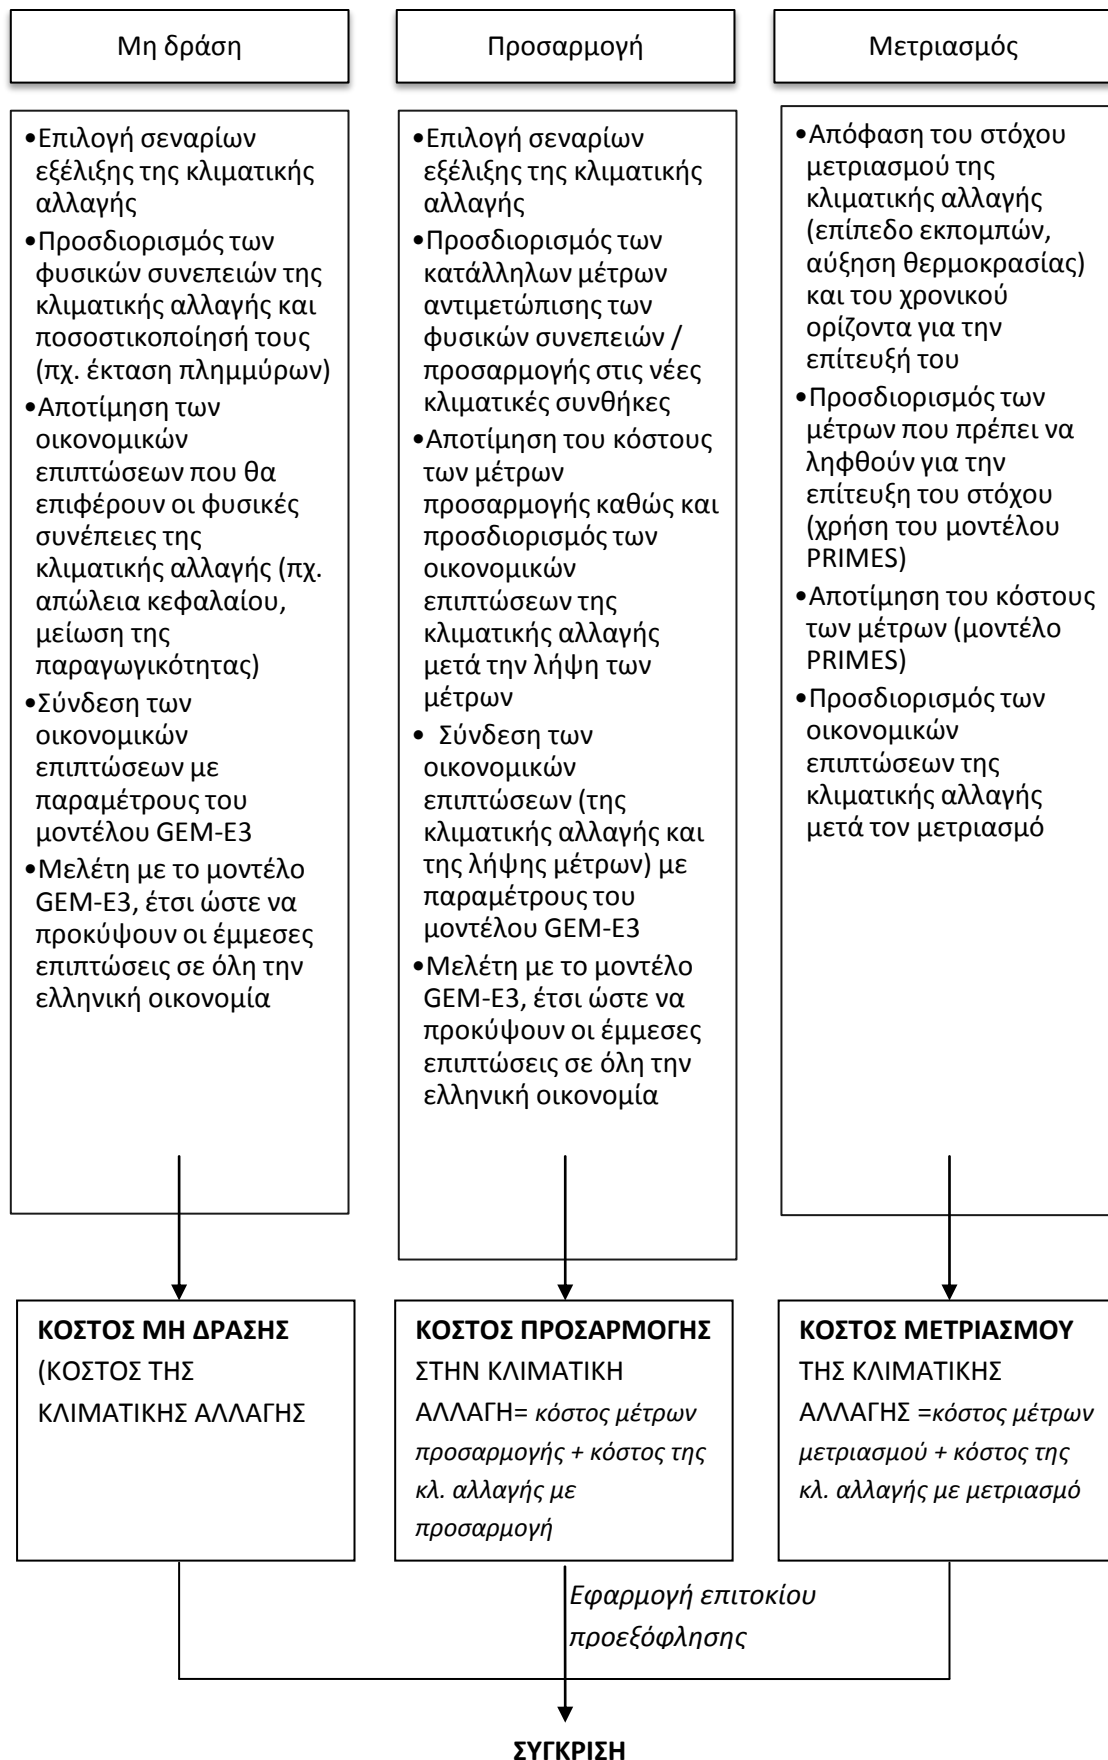 Μη δράση
•Επιλογή σεναρίων
εξέλιξης της κλιματικής
αλλαγής
•Προσδιορισμός των
φυσικών συνεπειών της
κλιματικής αλλαγής και
ποσοστικοποίησή τους
(πχ. έκταση πλημμύρων)
•Αποτίμηση των
οικονομικών
επιπτώσεων που θα
επιφέρουν οι φυσικές
συνέπειες της
κλιματικής αλλαγής (πχ.
απώλεια κεφαλαίου,
μείωση της
παραγωγικότητας)
•Σύνδεση των
οικονομικών
επιπτώσεων με
παραμέτρους του
μοντέλου GEM-E3
•Μελέτη με το μοντέλο
GEM-E3, έτσι ώστε να
προκύψουν οι έμμεσες
επιπτώσεις σε όλη την
ελληνική οικονομία
Προσαρμογή
•Επιλογή σεναρίων
εξέλιξης της κλιματικής
αλλαγής
•Προσδιορισμός των
κατάλληλων μέτρων
αντιμετώπισης των
φυσικών συνεπειών /
προσαρμογής στις νέες
κλιματικές συνθήκες
•Αποτίμηση του κόστους
των μέτρων
προσαρμογής καθώς και
προσδιορισμός των
οικονομικών
επιπτώσεων της
κλιματικής αλλαγής
μετά την λήψη των
μέτρων
• Σύνδεση των
οικονομικών
επιπτώσεων (της
κλιματικής αλλαγής και
της λήψης μέτρων) με
παραμέτρους του
μοντέλου GEM-E3
•Μελέτη με το μοντέλο
GEM-E3, έτσι ώστε να
προκύψουν οι έμμεσες
επιπτώσεις σε όλη την
ελληνική οικονομία
Μετριασμός
•Απόφαση του στόχου
μετριασμού της
κλιματικής αλλαγής
(επίπεδο εκπομπών,
αύξηση θερμοκρασίας)
και του χρονικού
ορίζοντα για την
επίτευξή του
•Προσδιορισμός των
μέτρων που πρέπει να
ληφθούν για την
επίτευξη του στόχου
(χρήση του μοντέλου
PRIMES)
•Αποτίμηση του κόστους
των μέτρων (μοντέλο
PRIMES)
•Προσδιορισμός των
οικονομικών
επιπτώσεων της
κλιματικής αλλαγής
μετά τον μετριασμό
ΚΟΣΤΟΣ ΜΗ ΔΡΑΣΗΣ
(ΚΟΣΤΟΣ ΤΗΣ
ΚΛΙΜΑΤΙΚΗΣ ΑΛΛΑΓΗΣ
ΚΟΣΤΟΣ ΠΡΟΣΑΡΜΟΓΗΣ
ΣΤΗΝ ΚΛΙΜΑΤΙΚΗ
ΑΛΛΑΓΗ= κόστος μέτρων
προσαρμογής + κόστος της
κλ. αλλαγής με
προσαρμογή
ΚΟΣΤΟΣ ΜΕΤΡΙΑΣΜΟΥ
ΤΗΣ ΚΛΙΜΑΤΙΚΗΣ
ΑΛΛΑΓΗΣ =κόστος μέτρων
μετριασμού + κόστος της
κλ. αλλαγής με μετριασμό
Εφαρμογή επιτοκίου
προεξόφλησης
ΣΥΓΚΡΙΣΗ